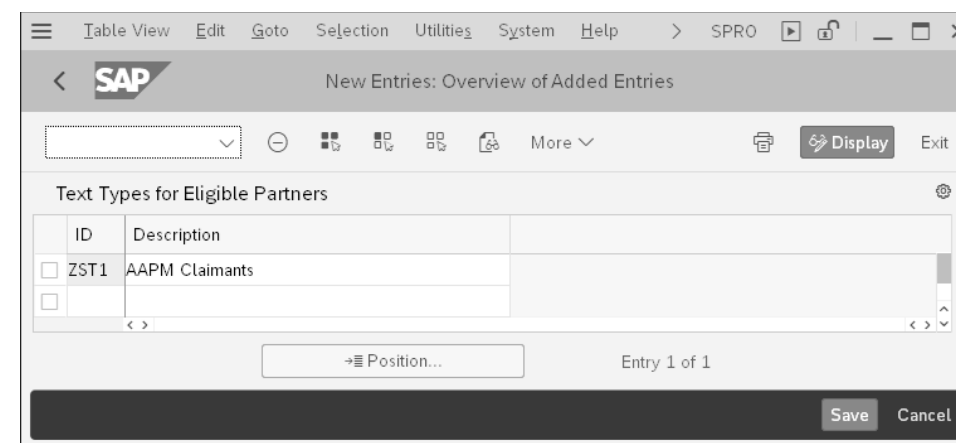 Table View Edit Goto Selection Utilities System Help > SPRO
< SAP New Entries: Overview of Added Entries
More Display Exit
Text Types for Eligible Partners
ID Description
ZST1 AAPM Claimants
Position... Entry 1 of 1
Save Cancel